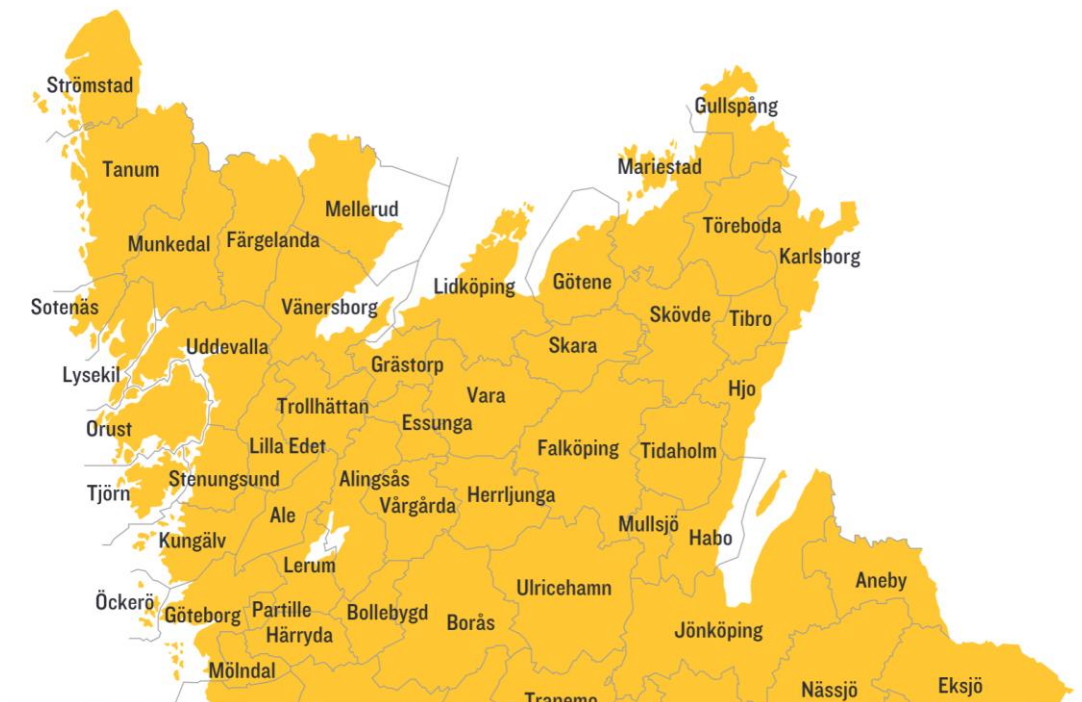 Strömstad
Gullspång
Tanum
Mariestad
Mellerud
Töreboda
Munkedal
Färgelanda
Karlsborg
Götene
Lidköping
Sotenäs
Vänersborg
Skövde
Tibro
Uddevalla
Skara
Grästorp
Lysekil
Hjo
Vara
Trollhättan
Essunga
Orust
Lilla Edet
Falköping
Tidaholm
Stenungsund
Alingsås
Tjörn
Herrljunga
Vårgårda
Ale
Mullsjö
Habo
Kungälv
Lerum
Aneby
Ulricehamn
Öckerö
Göteborg
Partille
Bollebygd
Borås
Jönköping
Härryda
Mölndal
Eksjö
Nässjö
Tranemo